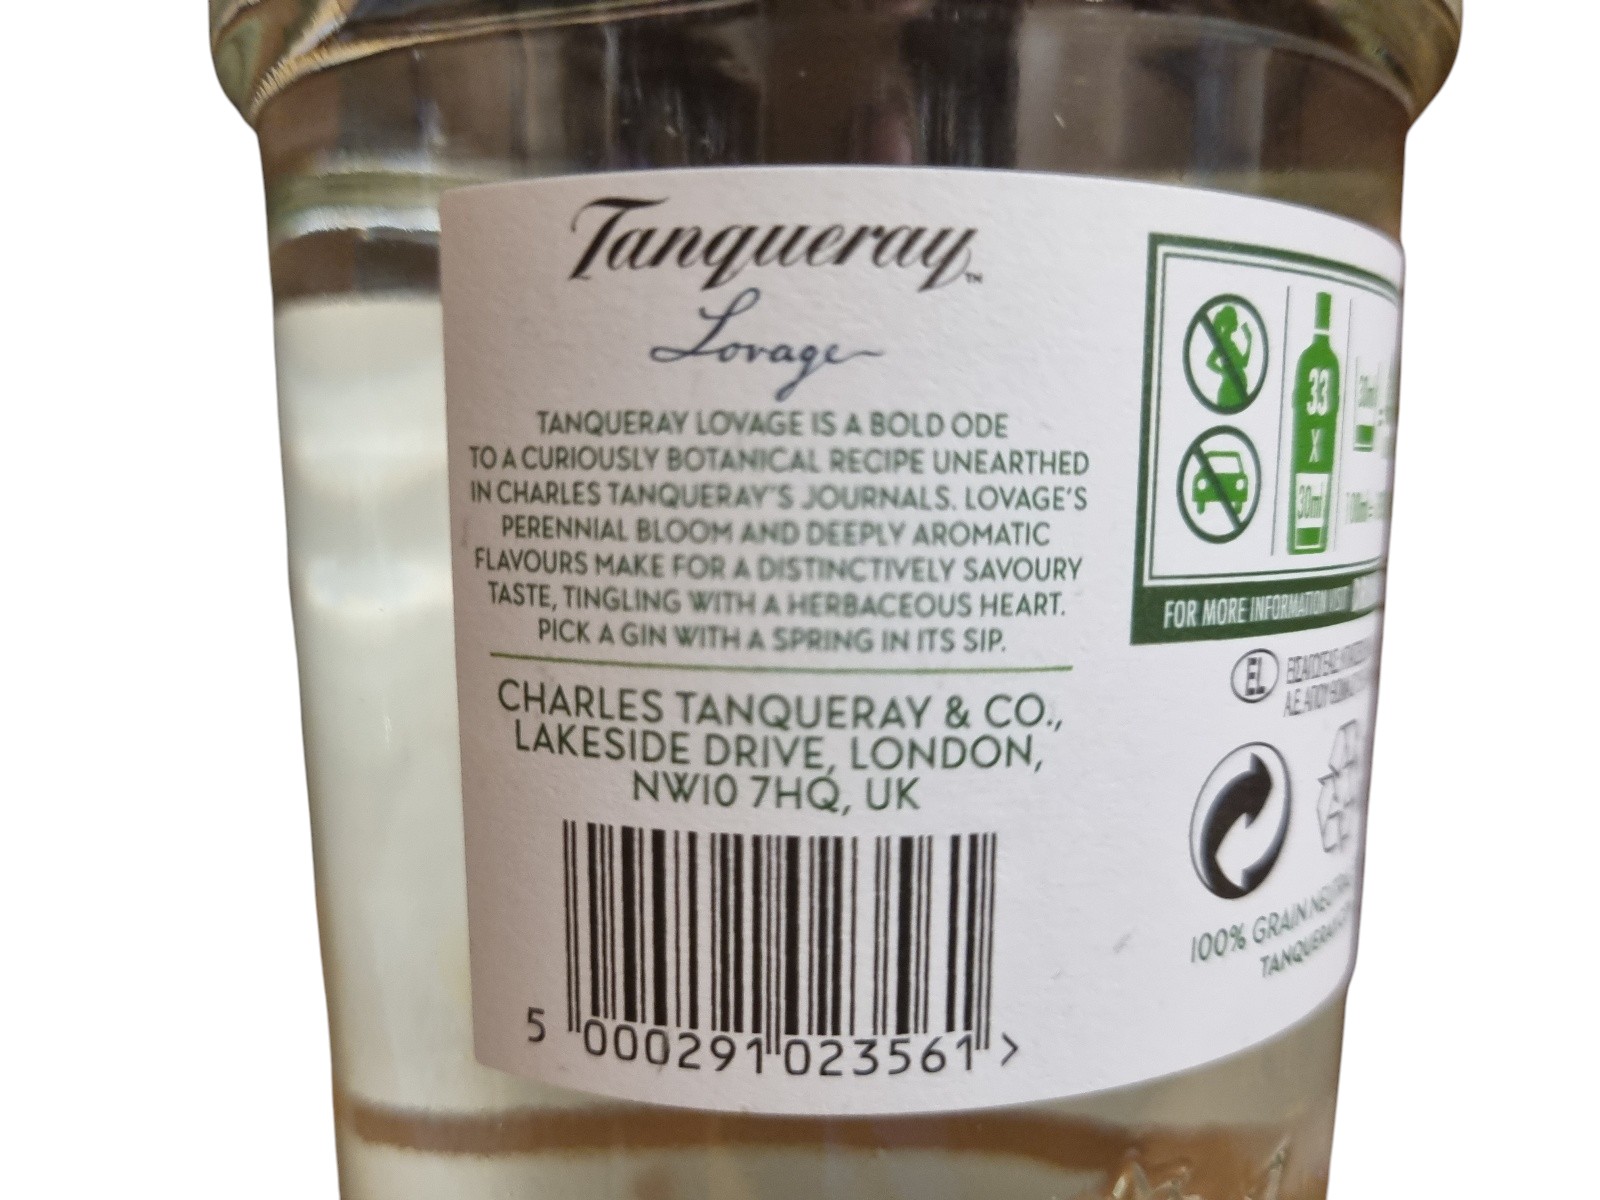 Tanqueray™
Lovage
TANQUERAY LOVAGE IS A BOLD ODE
TO A CURIOUSLY BOTANICAL RECIPE UNEARTHED
IN CHARLES TANQUERAY'S JOURNALS. LOVAGE'S
PERENNIAL BLOOM AND DEEPLY AROMATIC
FLAVOURS MAKE FOR A DISTINCTIVELY SAVOURY
TASTE, TINGLING WITH A HERBACEOUS HEART.
PICK A GIN WITH A SPRING IN ITS SIP.
CHARLES TANQUERAY & CO.,
LAKESIDE DRIVE, LONDON,
NW10 7HQ, UK
5 000291 023561 >
33
X
30ml
30ml
FOR MORE INFORMATION VISIT
EL
100% GRAIN